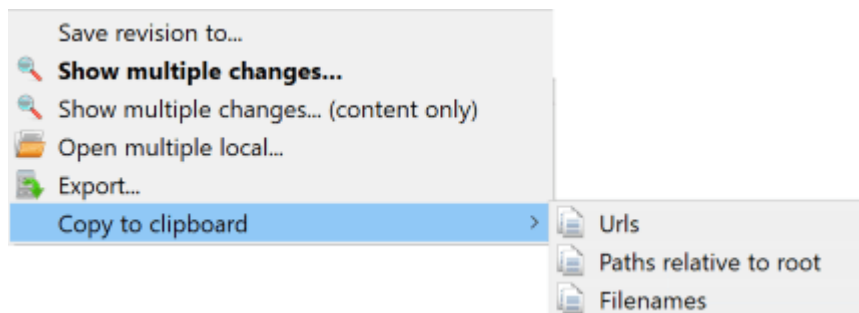 Save revision to...
Show multiple changes...
Show multiple changes... (content only)
Open multiple local...
Export...
Copy to clipboard
Urls
Paths relative to root
Filenames